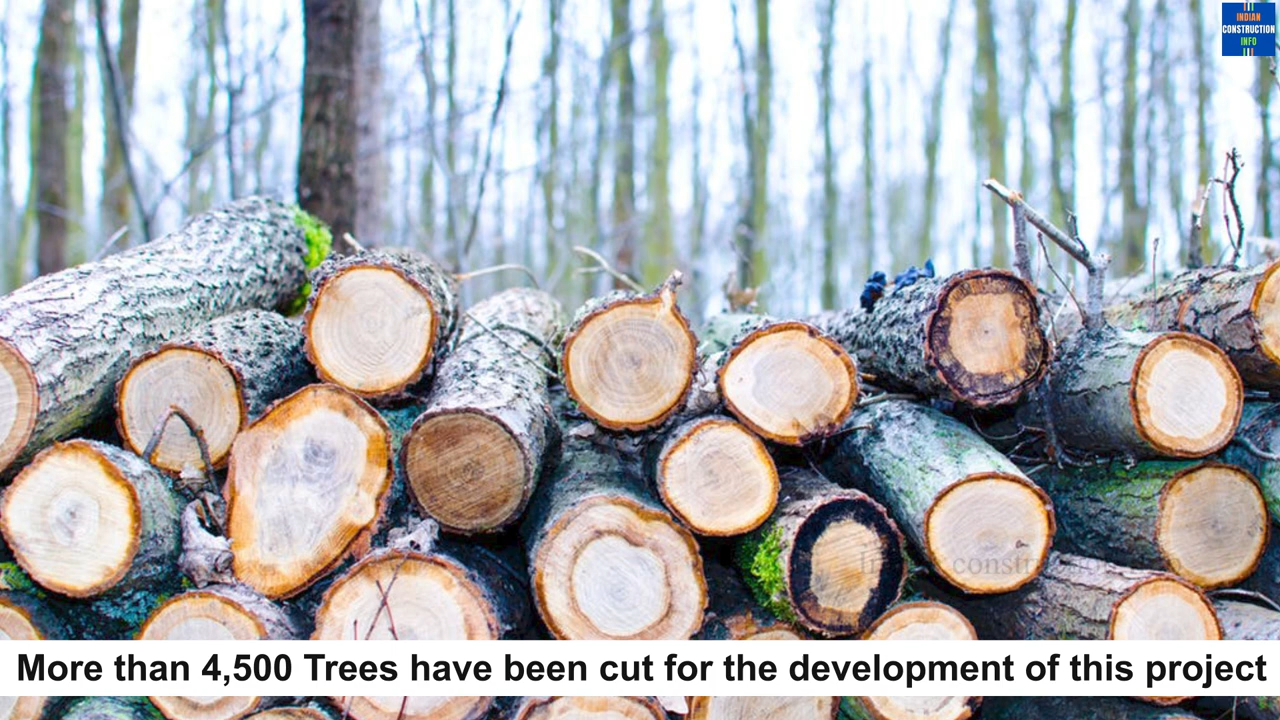 INDIAN
CONSTRUCTION
INFO
More than 4,500 Trees have been cut for the development of this project